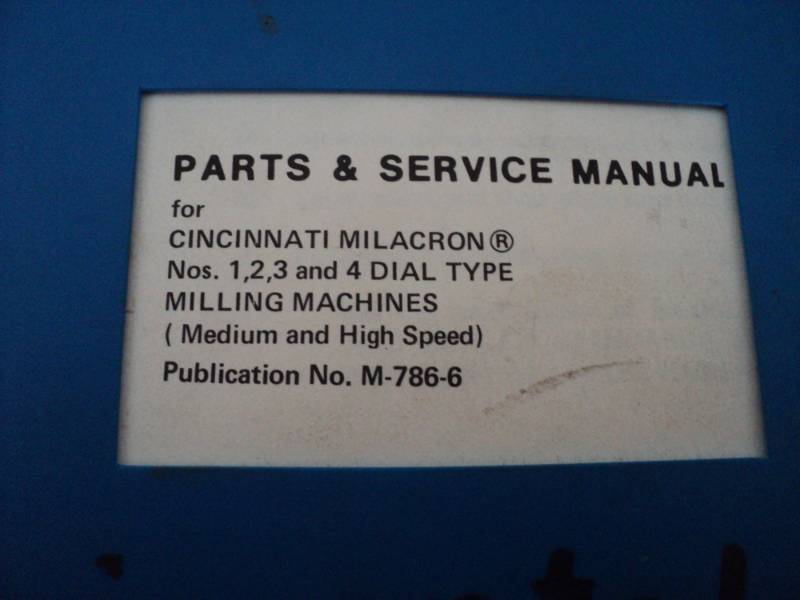 PARTS & SERVICE MANUAL
for
CINCINNATI MILACRON®
Nos. 1,2,3 and 4 DIAL TYPE
MILLING MACHINES
( Medium and High Speed)
Publication No. M-786-6